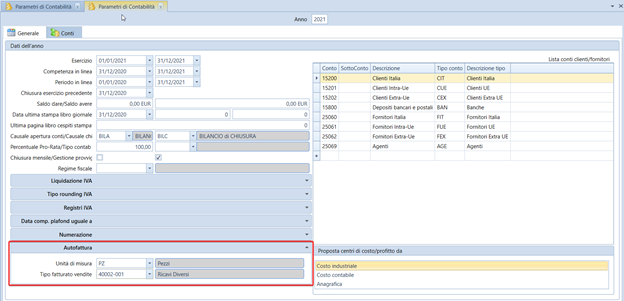 Parametri di Contabilità Parametri di Contabilità
Anno 2021
Generale Conti
Dati dell'anno
Lista conti clienti/fornitori
Esercizio 01/01/2021 31/12/2021
Competenza in linea 31/12/2020 31/12/2021
Periodo in linea 01/01/2021 31/12/2021
Chiusura esercizio precedente 31/12/2020
Saldo dare/Saldo avere 0,00 EUR 0,00 EUR
Data ultima stampa libro giornale 31/12/2020 0 0
Ultima pagina libro cespiti stampe 0
Causale apertura conti/Causale chi BILA BILANI BILC BILANCIO di CHIUSURA
Percentuale Pro-Rata/Tipo contab 100,00
Chiusura mensile/Gestione provvig
Regime fiscale
Liquidazione IVA
Tipo rounding IVA
Registri IVA
Data comp. plafond uguale a
Numerazione
Autofattura
Unità di misura PZ Pezzi
Tipo fatturato vendite 40002-001 Ricavi Diversi
Conto SottoConto Descrizione Tipo conto Descrizione tipo
15200 Clienti Italia CIT Clienti Italia
15201 Clienti Intra-Ue CUE Clienti UE
15202 Clienti Extra-Ue CEX Clienti Extra UE
15800 Depositi bancari e postali BAN Banche
25060 Fornitori Italia FIT Fornitori Italia
25061 Fornitori Intra-Ue FUE Fornitori UE
25062 Fornitori Extra-Ue FEX Fornitori Extra UE
25069 Agenti AGE Agenti
Proposta centri di costo/profitto da
Costo industriale
Costo contabile
Anagrafica